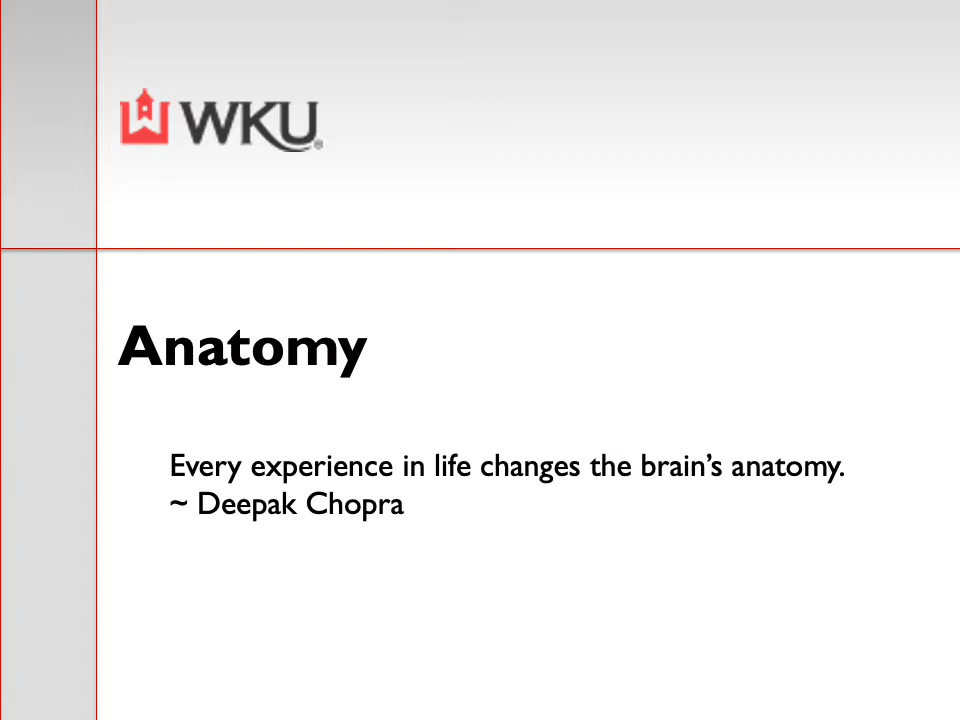 WKU®
Anatomy
Every experience in life changes the brain’s anatomy.
~ Deepak Chopra